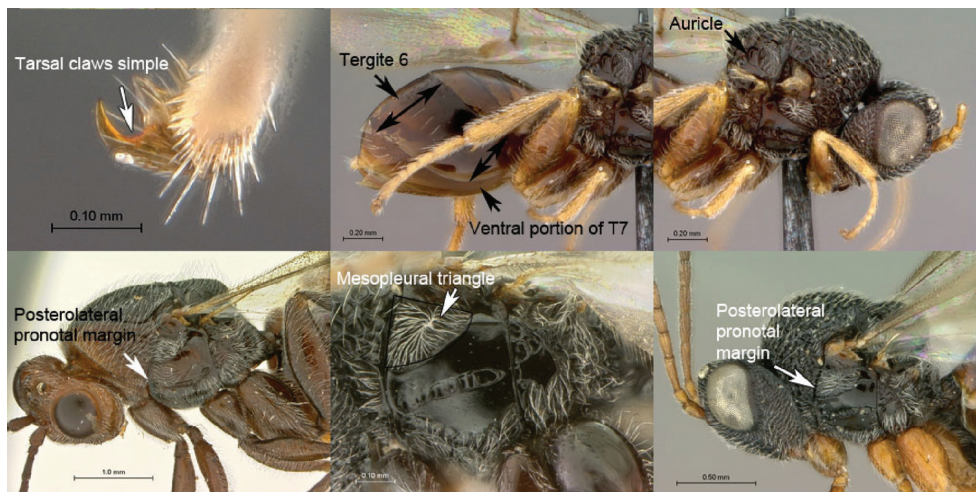 Tarsal claws simple
0.10 mm
Tergite 6
Ventral portion of T7
0.20 mm
Auricle
0.20 mm
Posterolateral
pronotal
margin
1.0 mm
Mesopleural triangle
0.10 mm
Posterolateral
pronotal
margin
0.50 mm